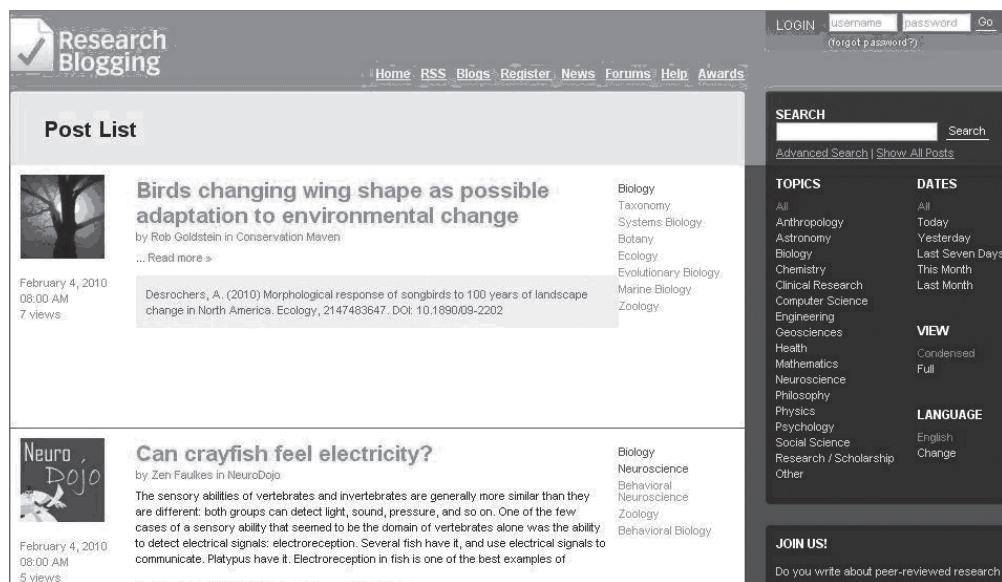 Research
Blogging
LOGIN username password Go
(forgot password?)
Home RSS Blogs Register News Forums Help Awards
Post List
Birds changing wing shape as possible
adaptation to environmental change
by Rob Goldstein in Conservation Maven
... Read more »
February 4, 2010
08:00 AM
7 views
Desrochers, A. (2010) Morphological response of songbirds to 100 years of landscape
change in North America. Ecology, 2147483647. DOI: 10.1890/09-2202
Biology
Taxonomy
Systems Biology
Botany
Ecology
Evolutionary Biology
Marine Biology
Zoology
Neuro
Dojo
February 4, 2010
08:00 AM
5 views
Can crayfish feel electricity?
by Zen Faulkes in NeuroDojo
The sensory abilities of vertebrates and invertebrates are generally more similar than they
are different: both groups can detect light, sound, pressure, and so on. One of the few
cases of a sensory ability that seemed to be the domain of vertebrates alone was the ability
to detect electrical signals: electroreception. Several fish have it, and use electrical signals to
communicate. Platypus have it. Electroreception in fish is one of the best examples of
Biology
Neuroscience
Behavioral
Neuroscience
Zoology
Behavioral Biology
SEARCH
Search
Advanced Search | Show All Posts
TOPICS
All
Anthropology
Astronomy
Biology
Chemistry
Clinical Research
Computer Science
Engineering
Geosciences
Health
Mathematics
Neuroscience
Philosophy
Physics
Psychology
Social Science
Research / Scholarship
Other
DATES
All
Today
Yesterday
Last Seven Days
This Month
Last Month
VIEW
Condensed
Full
LANGUAGE
English
Change
JOIN US!
Do you write about peer-reviewed research